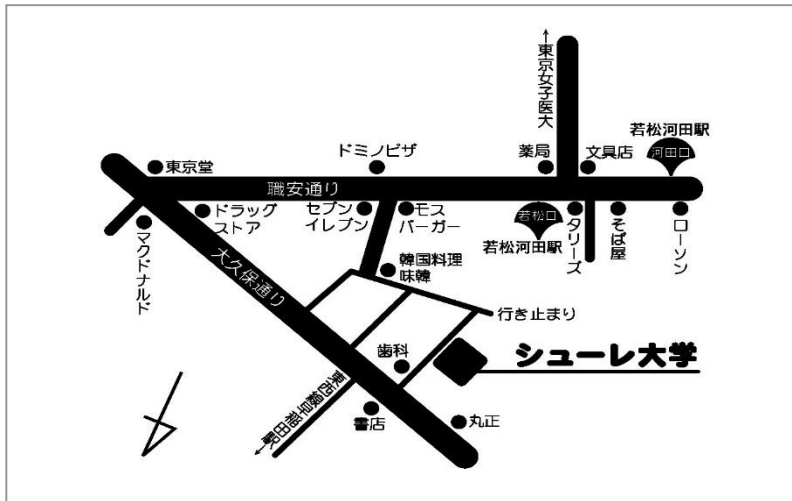 ←東京女子医大
若松河田駅
ドミノピザ
薬局
文具店
河田口
東京堂
職安通り
ドラッグ
ストア
セブン
イレブン
モス
バーガー
若松口
若松河田駅
タリーズ
そば屋
ローソン
マクドナルド
大久保通り
韓国料理
味韓
行き止まり
歯科
シューレ大学
東西線早稲田駅→
書店
丸正